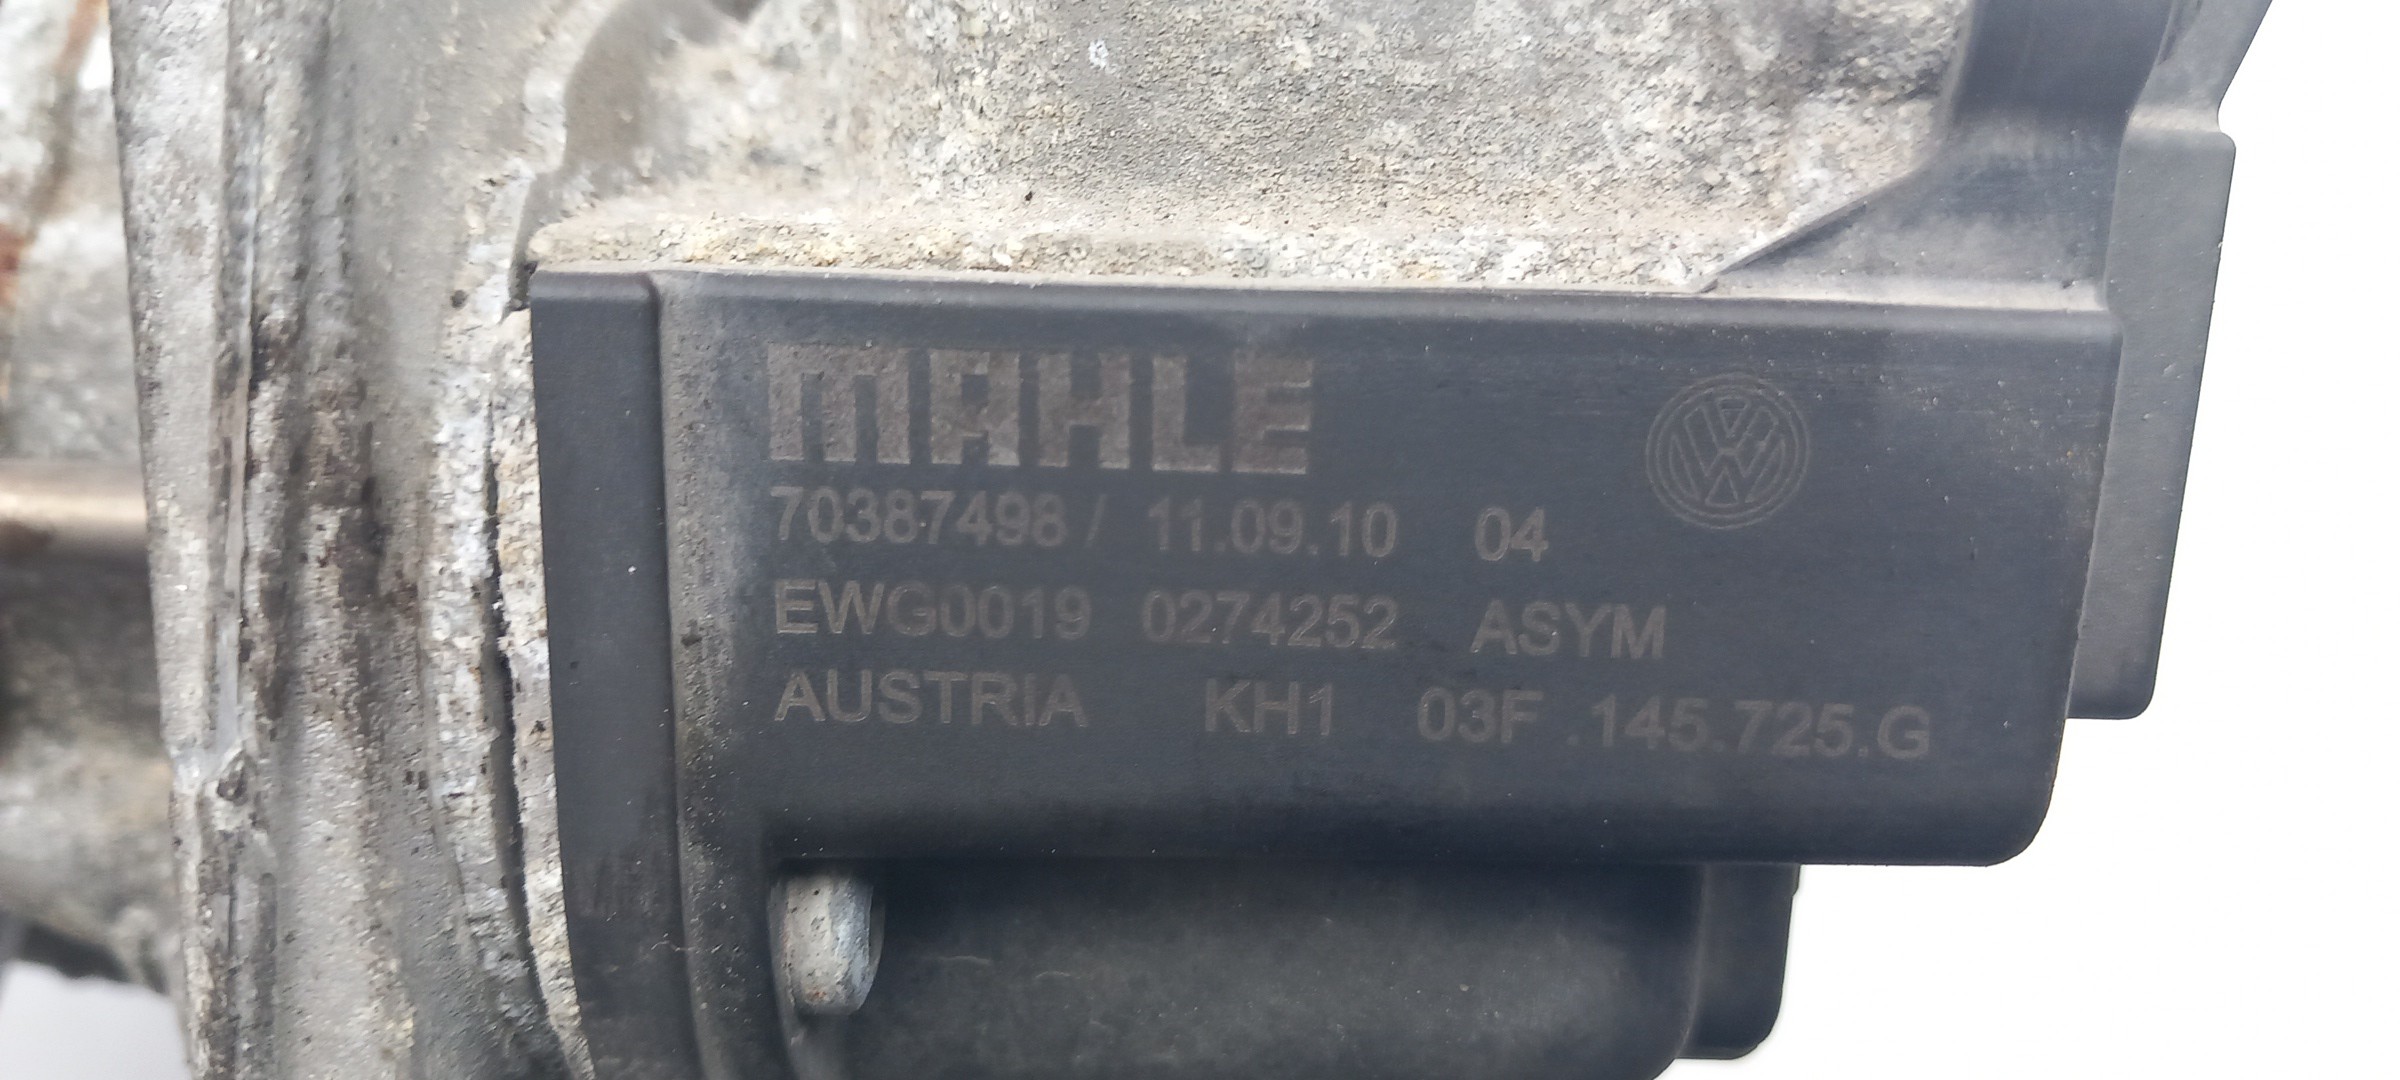 MAHLE
70387498/ 11.09.10 04
EWG0019 0274252 ASYM
AUSTRIA KH1 03F .145.725.G